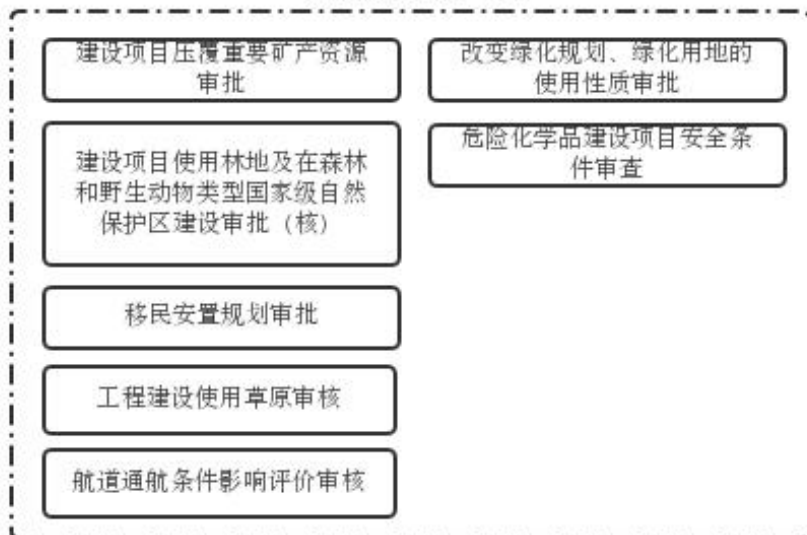 建设项目压覆重要矿产资源
审批
建设项目使用林地及在森林
和野生动物类型国家级自然
保护区建设审批（核）
移民安置规划审批
工程建设使用草原审核
航道通航条件影响评价审核
改变绿化规划、绿化用地的
使用性质审批
危险化学品建设项目安全条
件审查